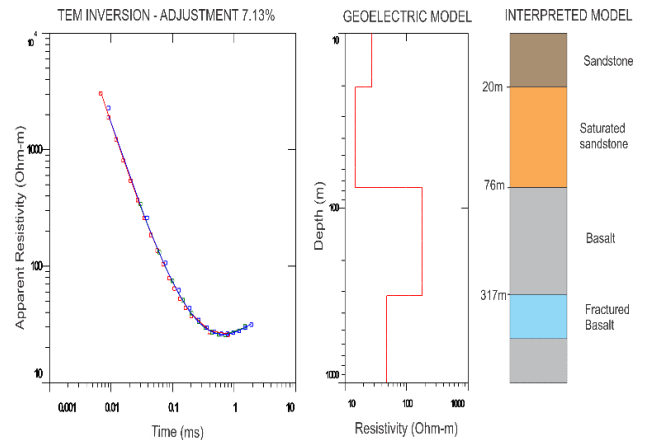 TEM INVERSION - ADJUSTMENT 7.13%
GEOELECTRIC MODEL
INTERPRETED MODEL
10 4
1000
100
10
Apparent Resistivity (Ohm-m)
0.001 0.01 0.1 1 10
Time (ms)
10
100
1000
Depth (m)
10 100 1000
Resistivity (Ohm-m)
Sandstone
20m
Saturated
sandstone
76m
Basalt
317m
Fractured
Basalt